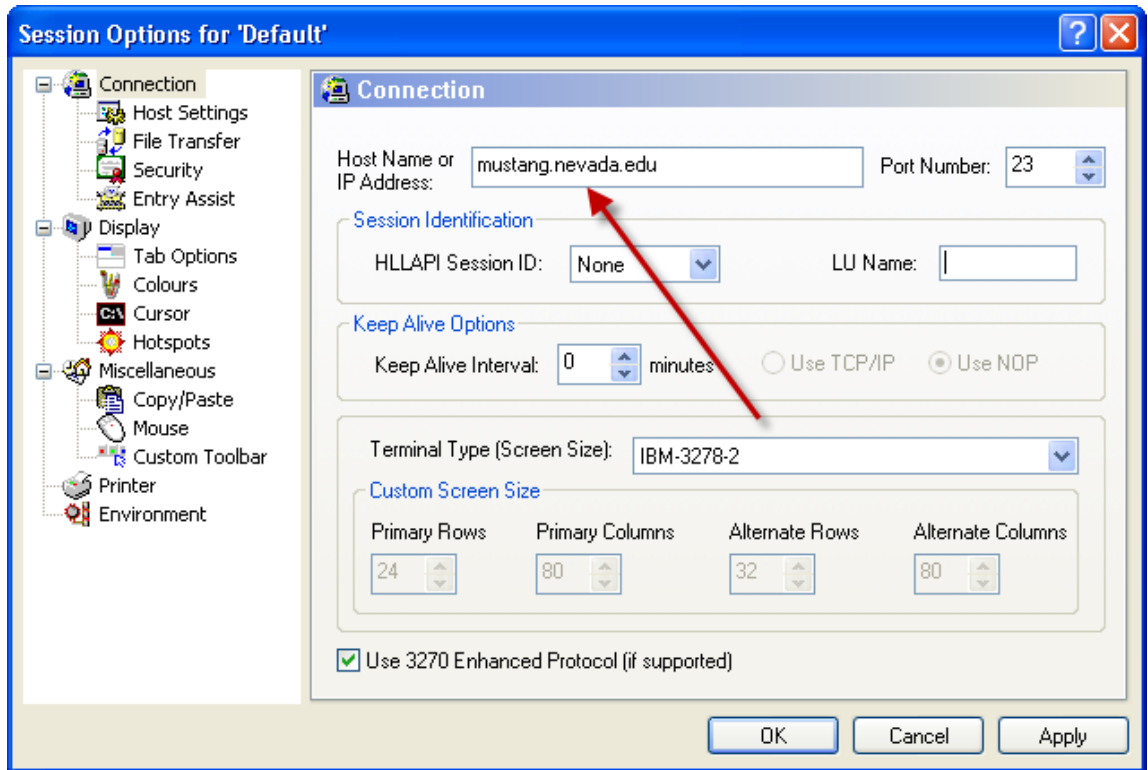 Session Options for 'Default'
Connection
Host Settings
File Transfer
Security
Entry Assist
Display
Tab Options
Colours
Cursor
Hotspots
Miscellaneous
Copy/Paste
Mouse
Custom Toolbar
Printer
Environment
Connection
Host Name or
IP Address:
mustang.nevada.edu
Port Number: 23
Session Identification
HLLAPI Session ID: None
LU Name:
Keep Alive Options
Keep Alive Interval: 0 minutes
Use TCP/IP
Use NOP
Terminal Type (Screen Size): IBM-3278-2
Custom Screen Size
Primary Rows Primary Columns Alternate Rows Alternate Columns
24 80 32 80
Use 3270 Enhanced Protocol (if supported)
OK Cancel Apply